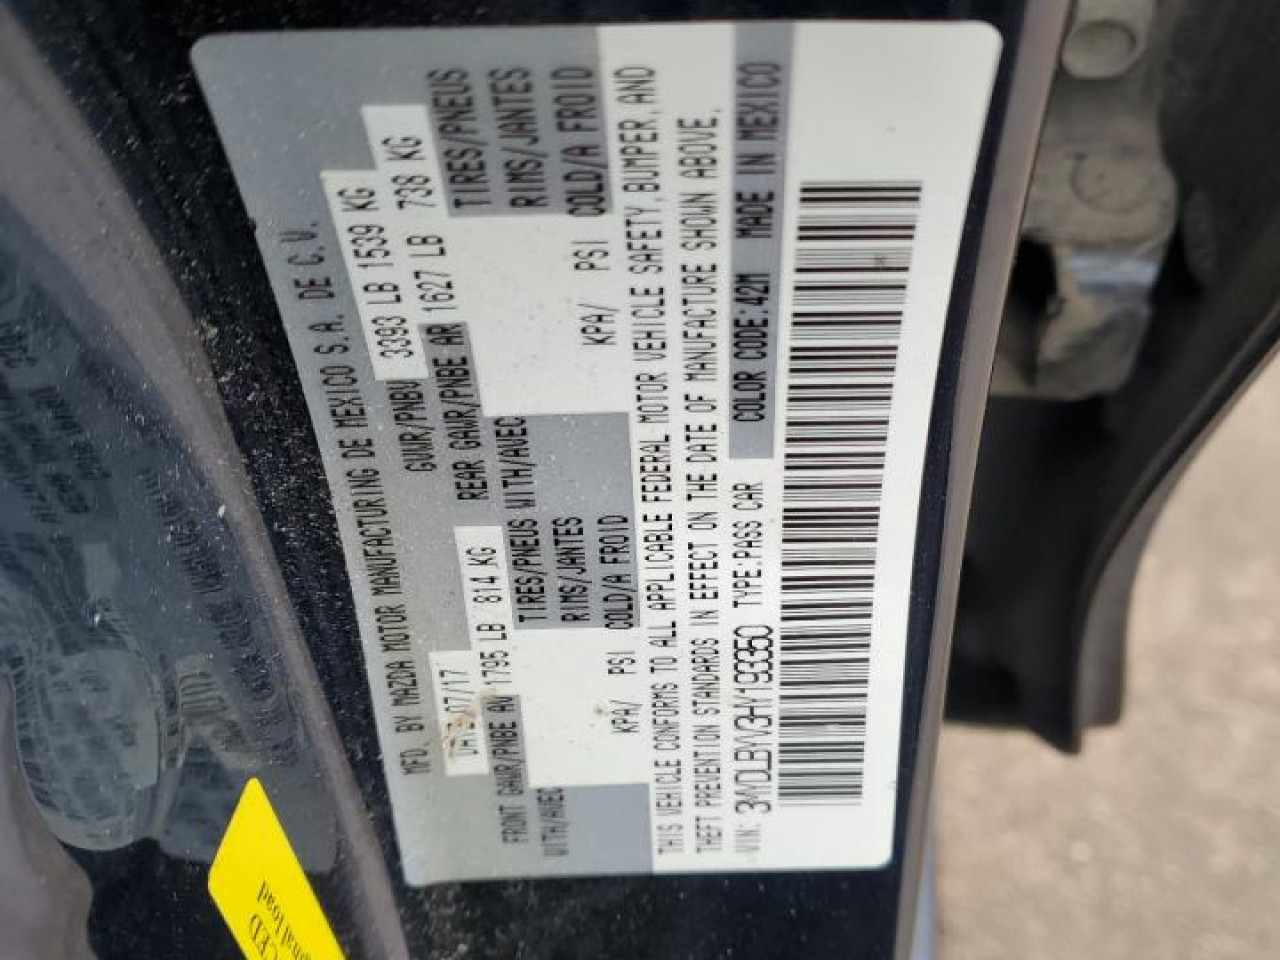 MFD. BY MAZDA MOTOR MANUFACTURING DE MEXICO S.A. DE C.V.
DATE 07/17 GVWR/PNBV 3393 LB 1539 KG
FRONT GAWR/PNBE AV 1795 LB 814 KG REAR GAWR/PNBE AR 1627 LB 738 KG
WITH/AVEC TIRES/PNEUS WITH/AVEC TIRES/PNEUS
RIMS/JANTES RIMS/JANTES
KPA/ PSI COLD/A FROID KPA/ PSI COLD/A FROID
THIS VEHICLE CONFORMS TO ALL APPLICABLE FEDERAL MOTOR VEHICLE SAFETY, BUMPER, AND
THEFT PREVENTION STANDARDS IN EFFECT ON THE DATE OF MANUFACTURE SHOWN ABOVE.
VIN: 3MYDLBYV3HY193350 TYPE: PASS CAR COLOR CODE: 42M MADE IN MEXICO